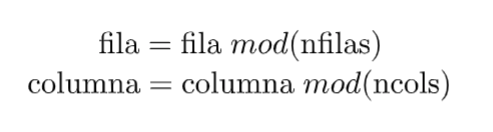 fila = fila mod(nfilas)
columna = columna mod(ncols)